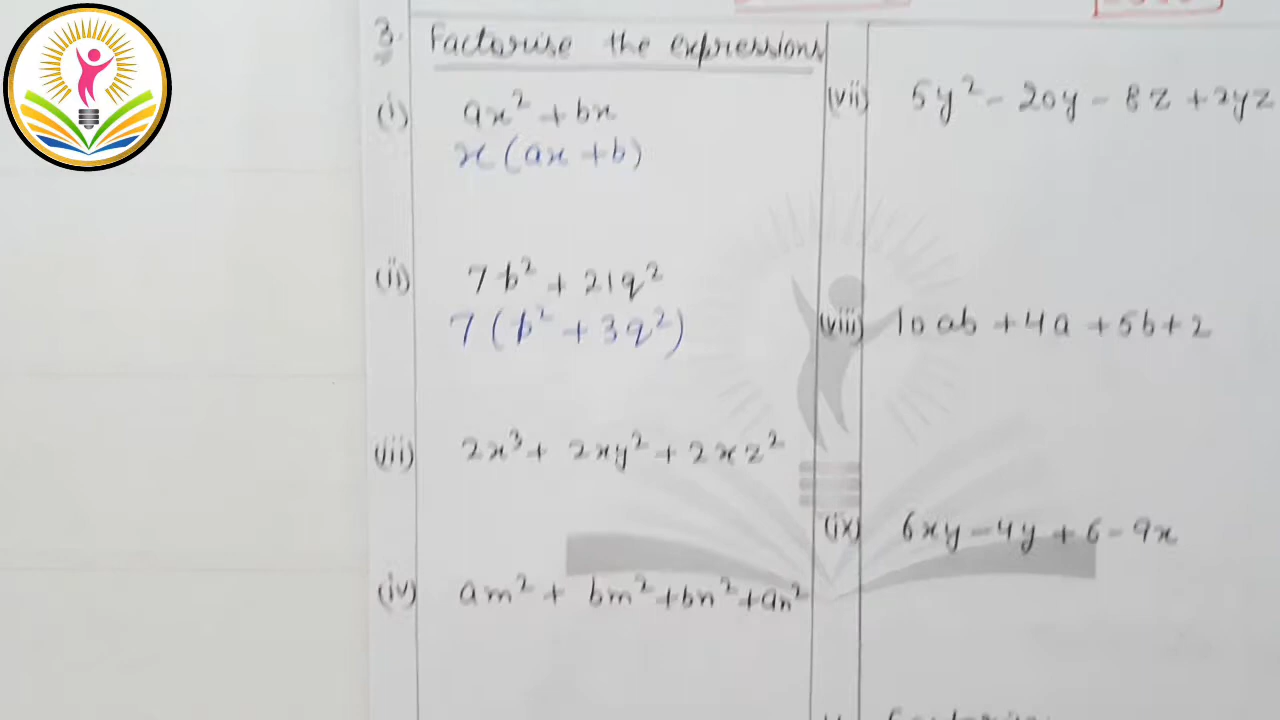 3. Factorise the expressions
(i) ax² + bx
x (ax + b)
(ii) 7p² + 21q²
7 (p² + 3q²)
(iii) 2x³ + 2xy² + 2xz²
(iv) am² + bm² + bn² + an²
(vii) 5y² - 20y - 8z + 2yz
(viii) 10ab + 4a + 5b + 2
(ix) 6xy - 4y + 6 - 9x